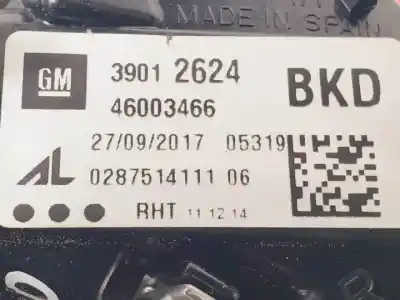 MADE IN SPAIN
GM 3901 2624 BKD
46003466
27/09/2017 05319
AL 0287514111 06
RHT 11 12 14